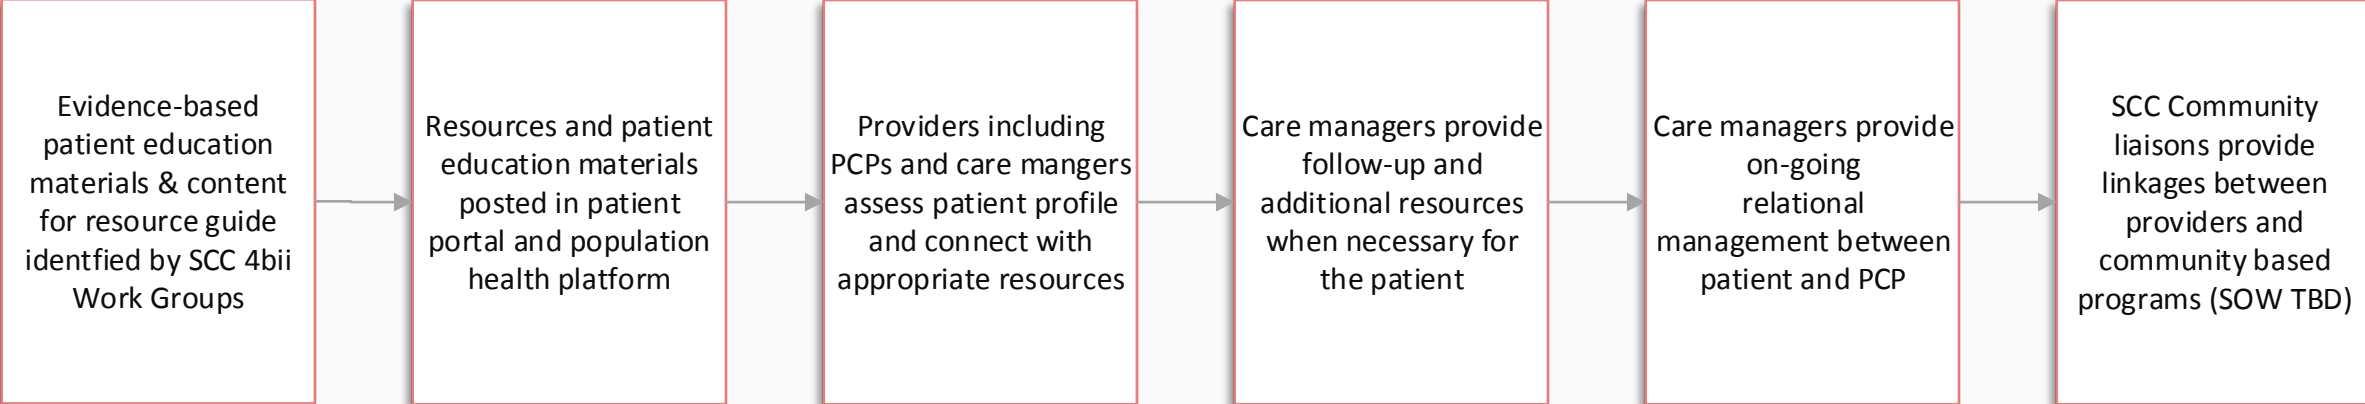 Evidence-based
patient education
materials & content
for resource guide
identfied by SCC 4bii
Work Groups
Resources and patient
education materials
posted in patient
portal and population
health platform
Providers including
PCPs and care mangers
assess patient profile
and connect with
appropriate resources
Care managers provide
follow-up and
additional resources
when necessary for
the patient
Care managers provide
on-going
relational
management between
patient and PCP
SCC Community
liaisons provide
linkages between
providers and
community based
programs (SOW TBD)